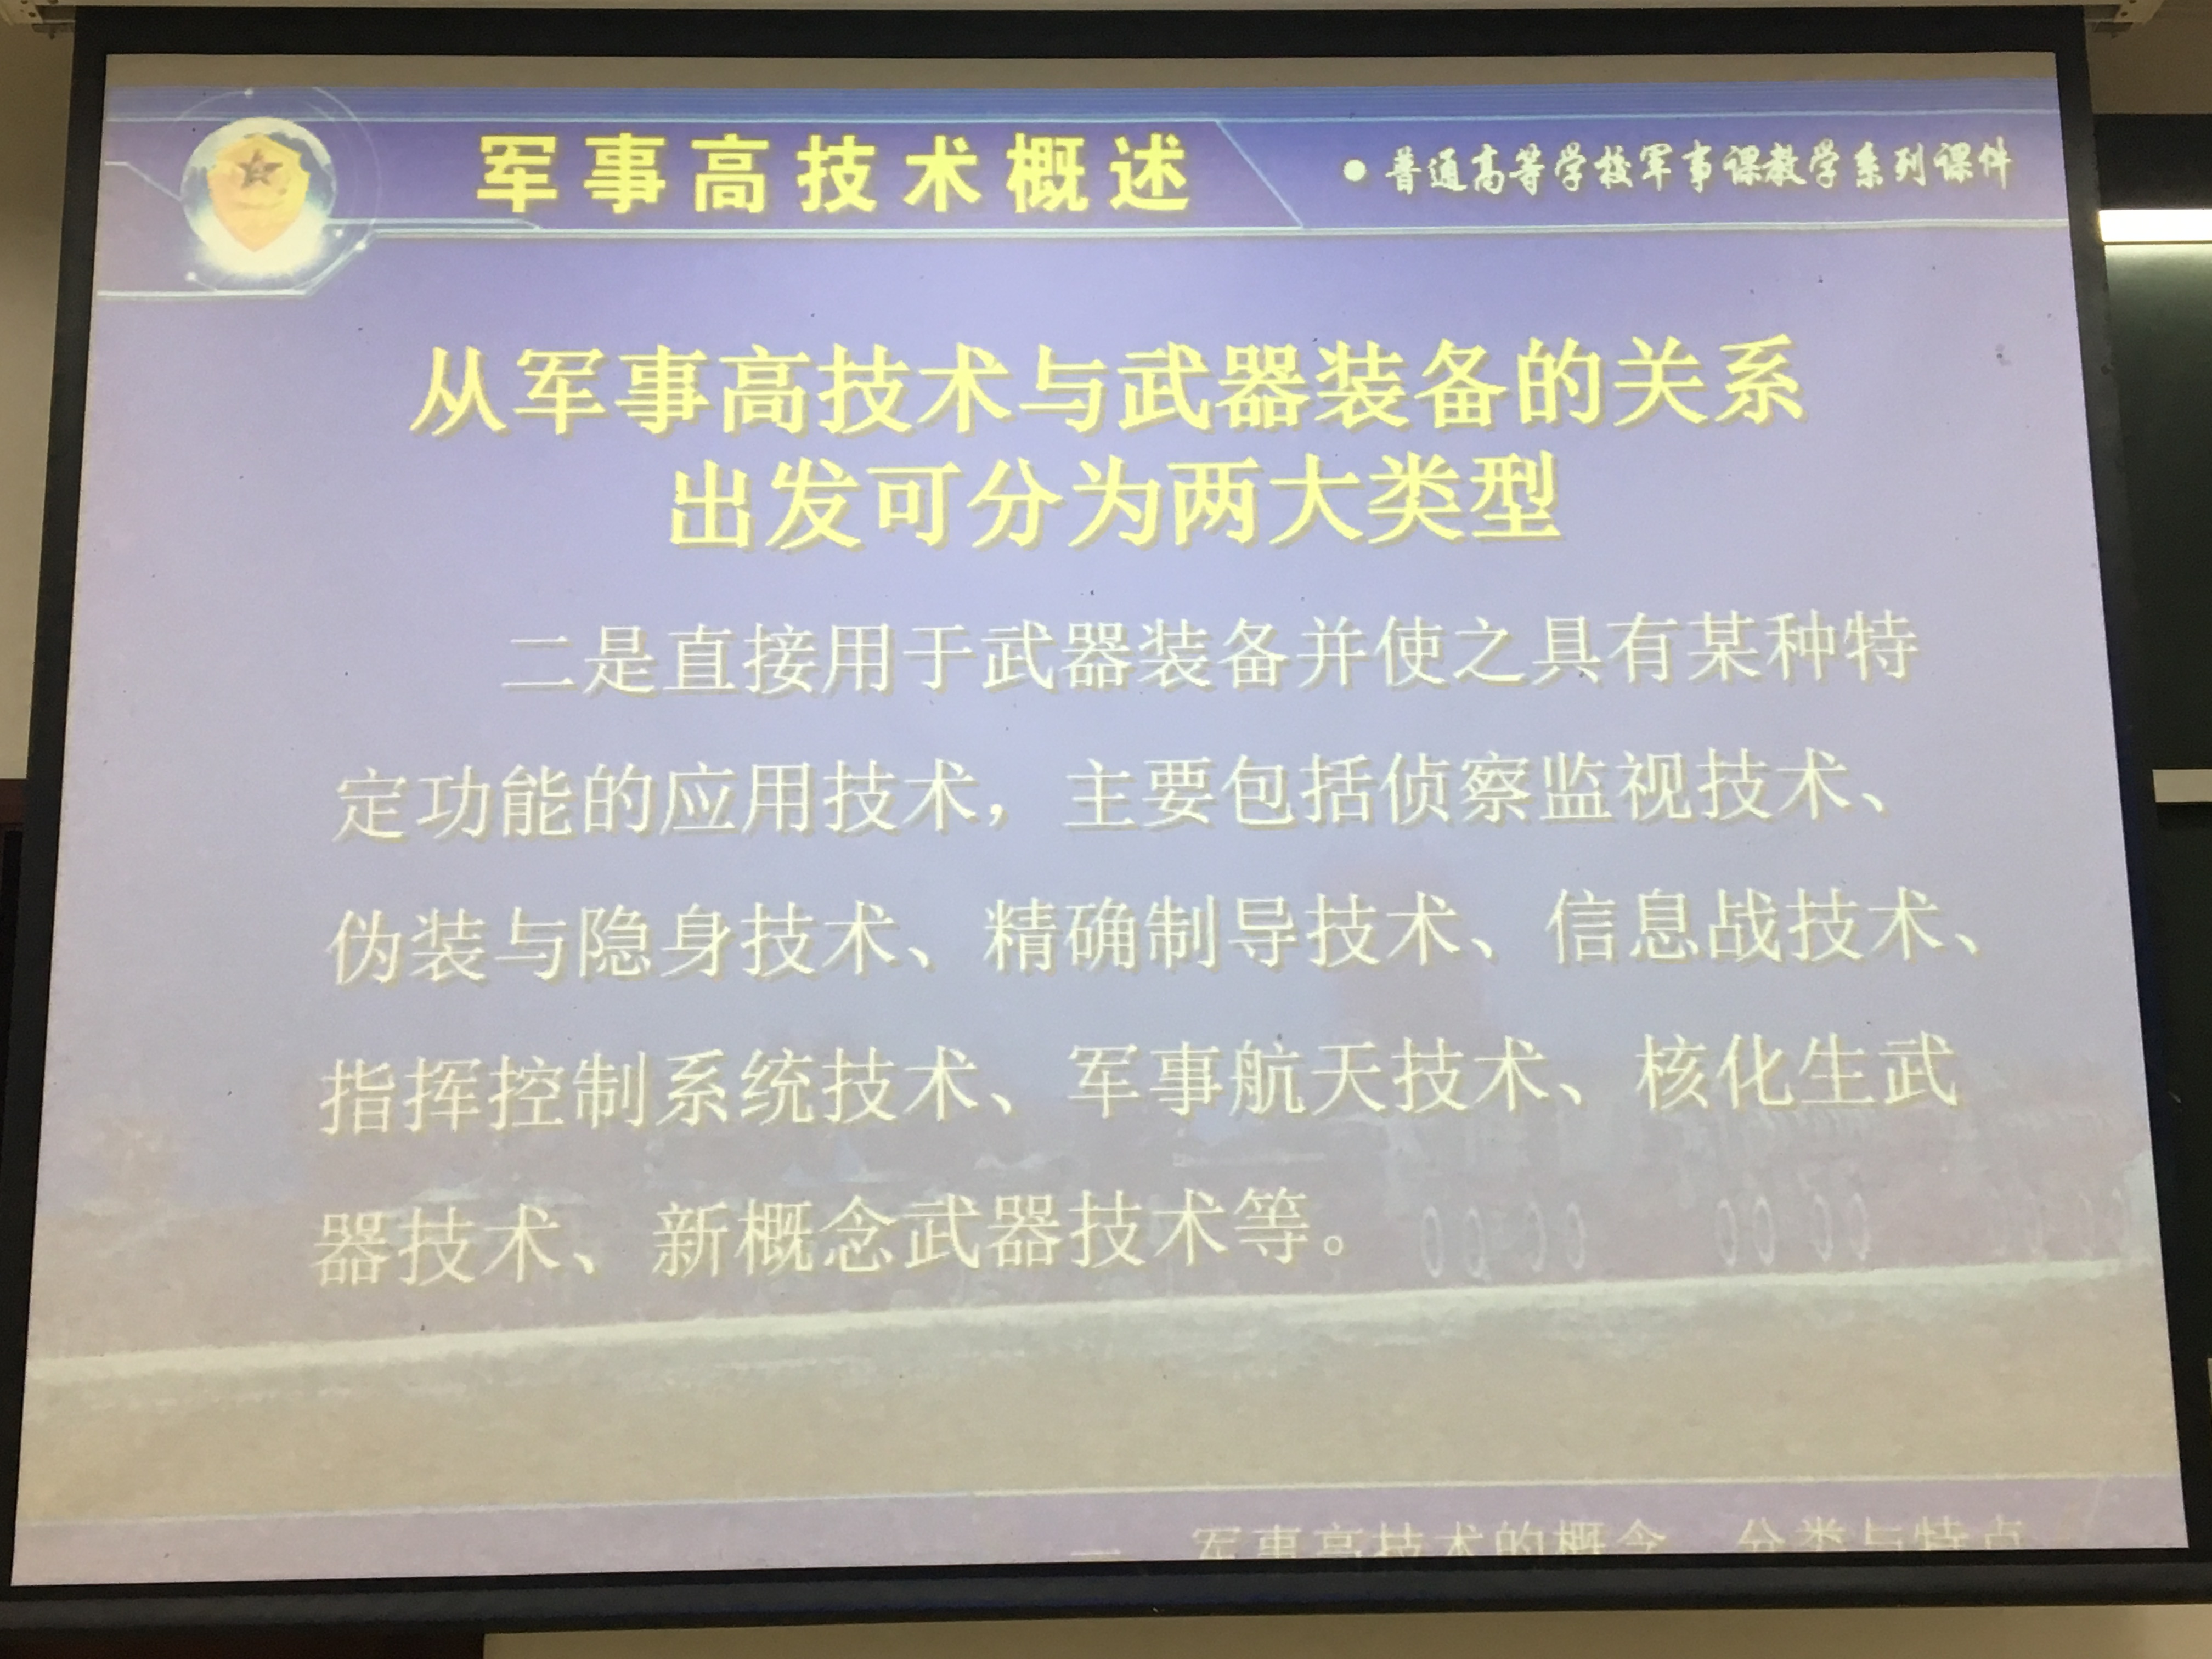 军事高技术概述
●普通高等学校军事课教学系列课件
从军事高技术与武器装备的关系
出发可分为两大类型
二是直接用于武器装备并使之具有某种特
定功能的应用技术，主要包括侦察监视技术、
伪装与隐身技术、精确制导技术、信息战技术、
指挥控制系统技术、军事航天技术、核化生武
器技术、新概念武器技术等。
一、军事高技术的概念、分类与特点